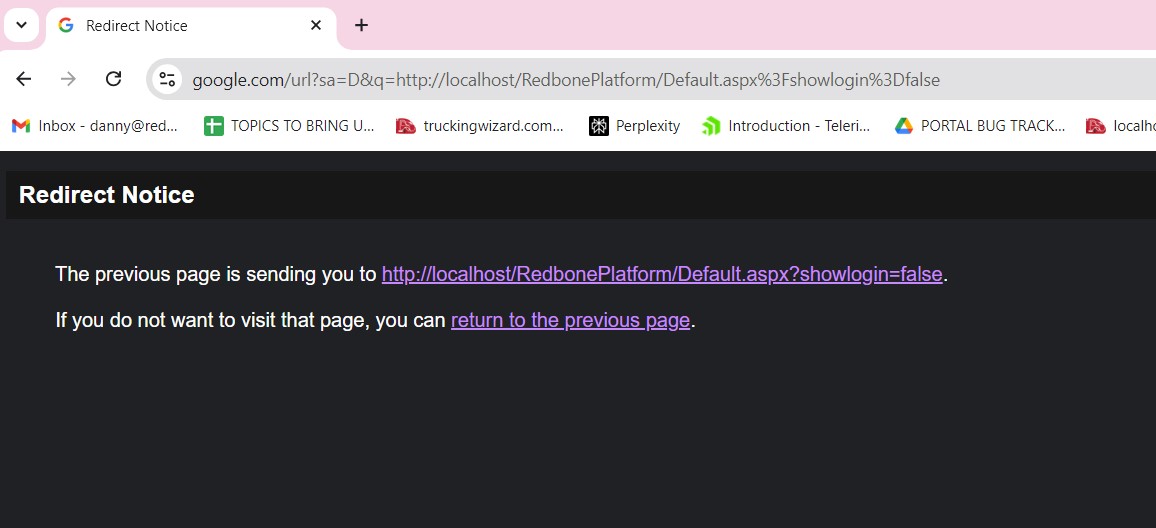 Redirect Notice
google.com/url?sa=D&q=http://localhost/RedbonePlatform/Default.aspx%3Fshowlogin%3Dfalse
Inbox - danny@red... TOPICS TO BRING U... truckingwizard.com... Perplexity Introduction - Teleri... PORTAL BUG TRACK... localho
Redirect Notice
The previous page is sending you to http://localhost/RedbonePlatform/Default.aspx?showlogin=false.
If you do not want to visit that page, you can return to the previous page.